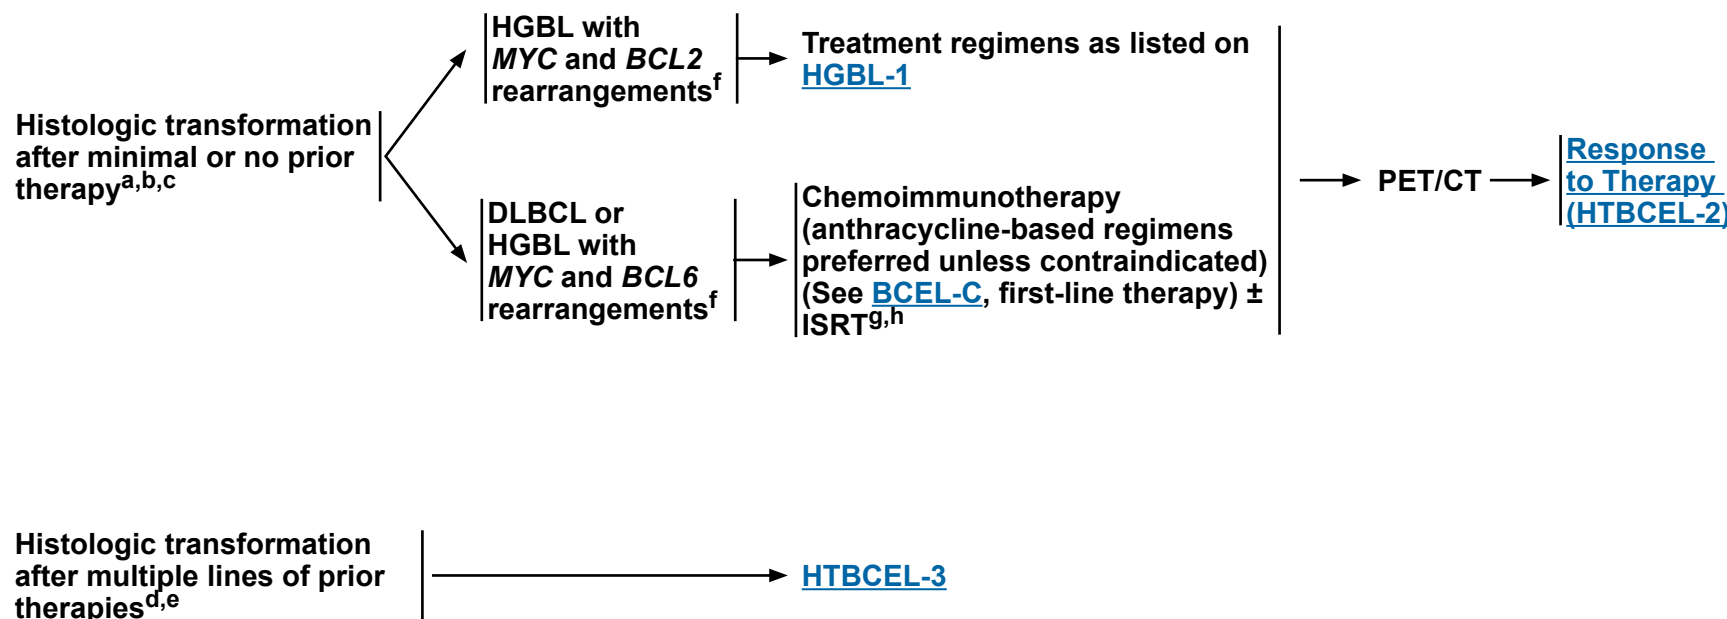 Histologic transformation
after minimal or no prior
therapya,b,c
HGBL with
MYC and BCL2
rearrangementsf
Treatment regimens as listed on
HGBL-1
DLBCL or
HGBL with
MYC and BCL6
rearrangementsf
Chemoimmunotherapy
(anthracycline-based regimens
preferred unless contraindicated)
(See BCEL-C, first-line therapy) ±
ISRTg,h
PET/CT
Response
to Therapy
(HTBCEL-2)
Histologic transformation
after multiple lines of prior
therapiesd,e
HTBCEL-3